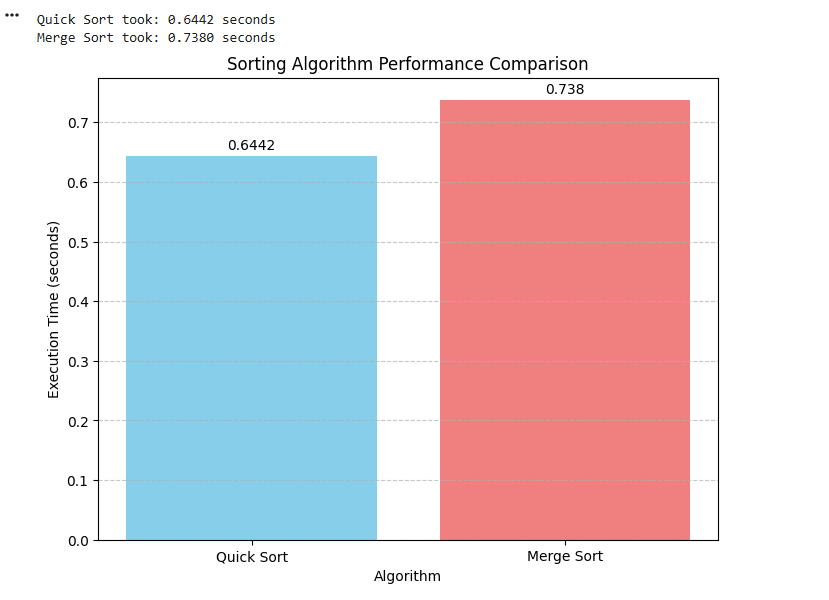 Quick Sort took: 0.6442 seconds
Merge Sort took: 0.7380 seconds
Sorting Algorithm Performance Comparison
0.738
0.6442
0.7
0.6
0.5
0.4
0.3
0.2
0.1
0.0
Execution Time (seconds)
Quick Sort
Merge Sort
Algorithm